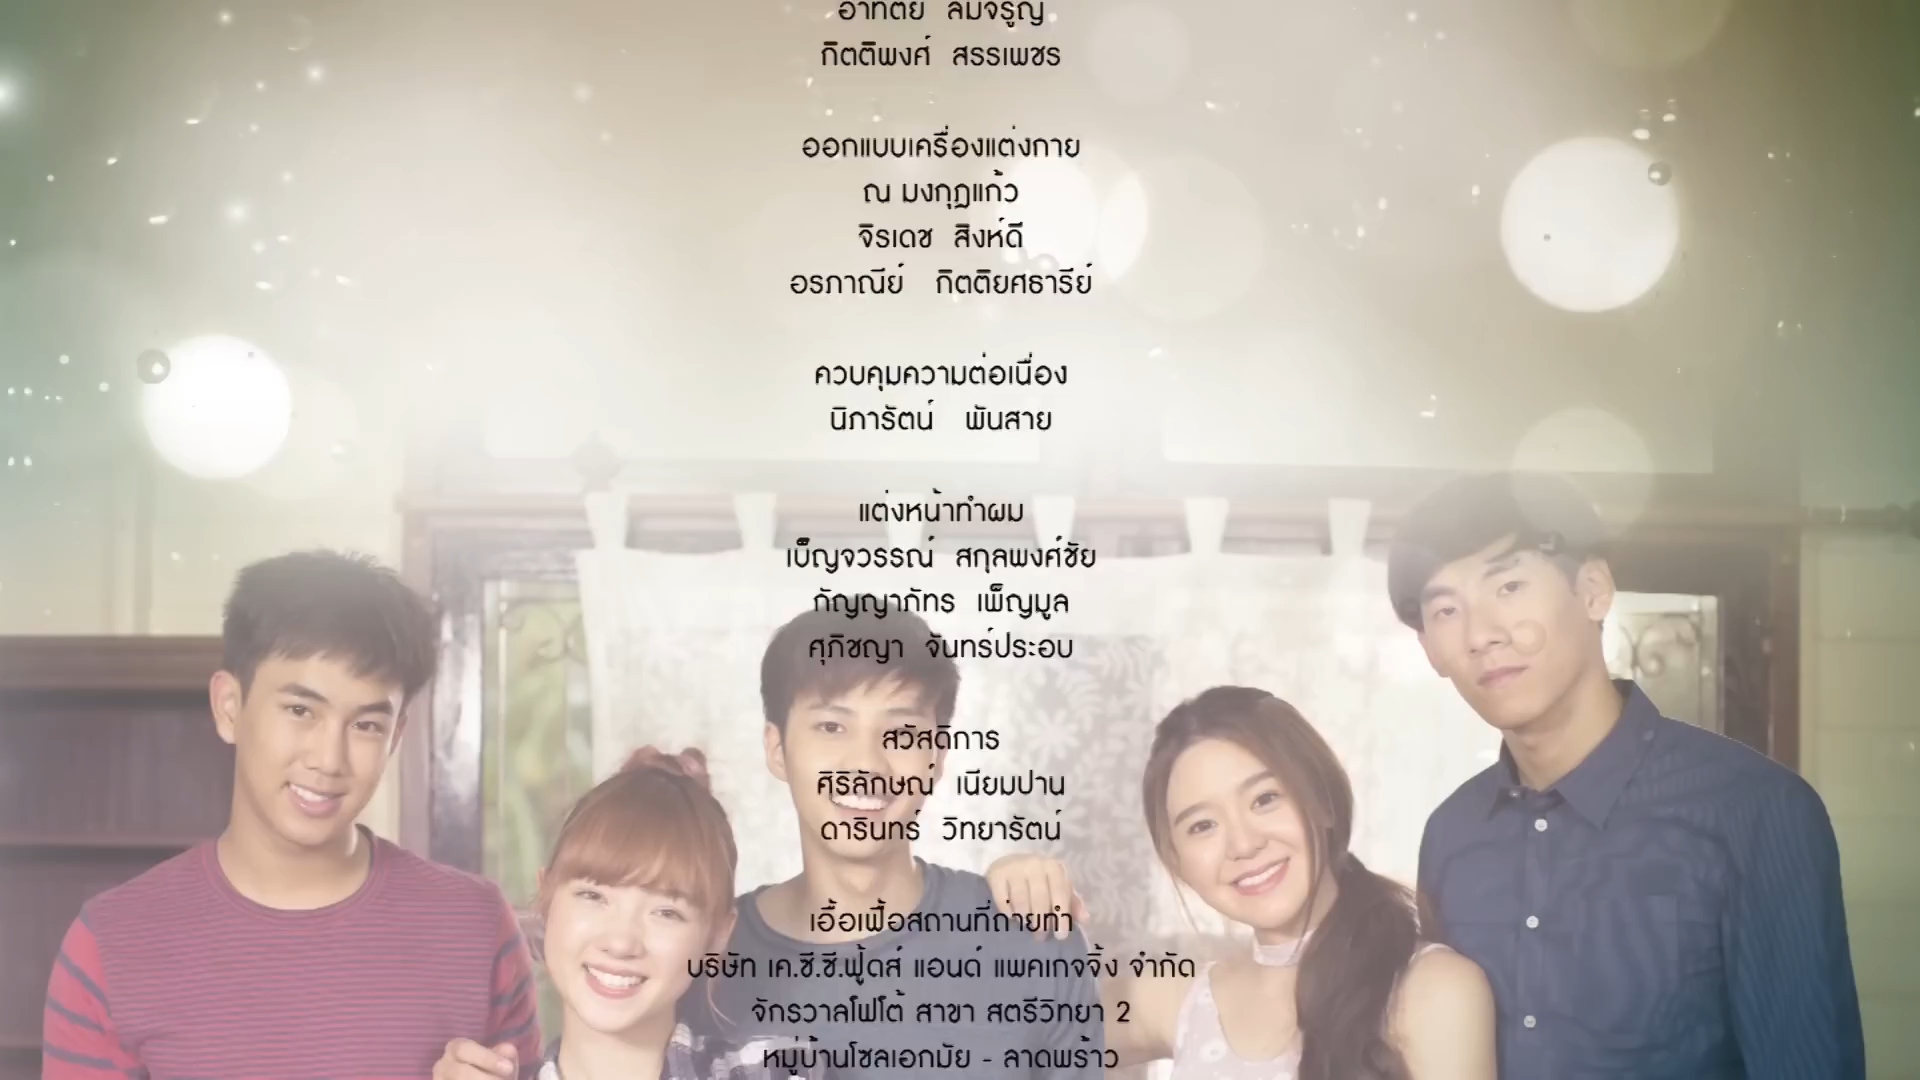 อาทิตย์ ลิ้มจรูญ
กิตติพงศ์ สรรเพชร
ออกแบบเครื่องแต่งกาย
ณ มงกุฎแก้ว
จิรเดช สิงห์ดี
อรภาณีย์ กิตติยศธารีย์
ควบคุมความต่อเนื่อง
นิภารัตน์ พันสาย
แต่งหน้าทำผม
เบ็ญจวรรณ์ สกุลพงศ์ชัย
กัญญาภัทร เพ็ญมูล
ศุภิชญา จันทร์ประอบ
สวัสดิการ
ศิริลักษณ์ เนียมปาน
ดารินทร์ วิทยารัตน์
เอื้อเฟื้อสถานที่ถ่ายทำ
บริษัท เค.ซี.ซี.ฟู้ดส์ แอนด์ แพคเกจจิ้ง จำกัด
จักรวาลโฟโต้ สาขา สตรีวิทยา 2
หมู่บ้านโซลเอกมัย - ลาดพร้าว